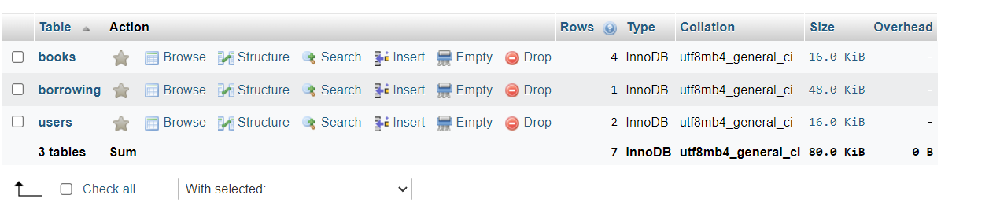 Table Action Rows Type Collation Size Overhead
books Browse Structure Search Insert Empty Drop 4 InnoDB utf8mb4_general_ci 16.0 KiB -
borrowing Browse Structure Search Insert Empty Drop 1 InnoDB utf8mb4_general_ci 48.0 KiB -
users Browse Structure Search Insert Empty Drop 2 InnoDB utf8mb4_general_ci 16.0 KiB -
3 tables Sum 7 InnoDB utf8mb4_general_ci 80.0 KiB 0 B
Check all With selected: